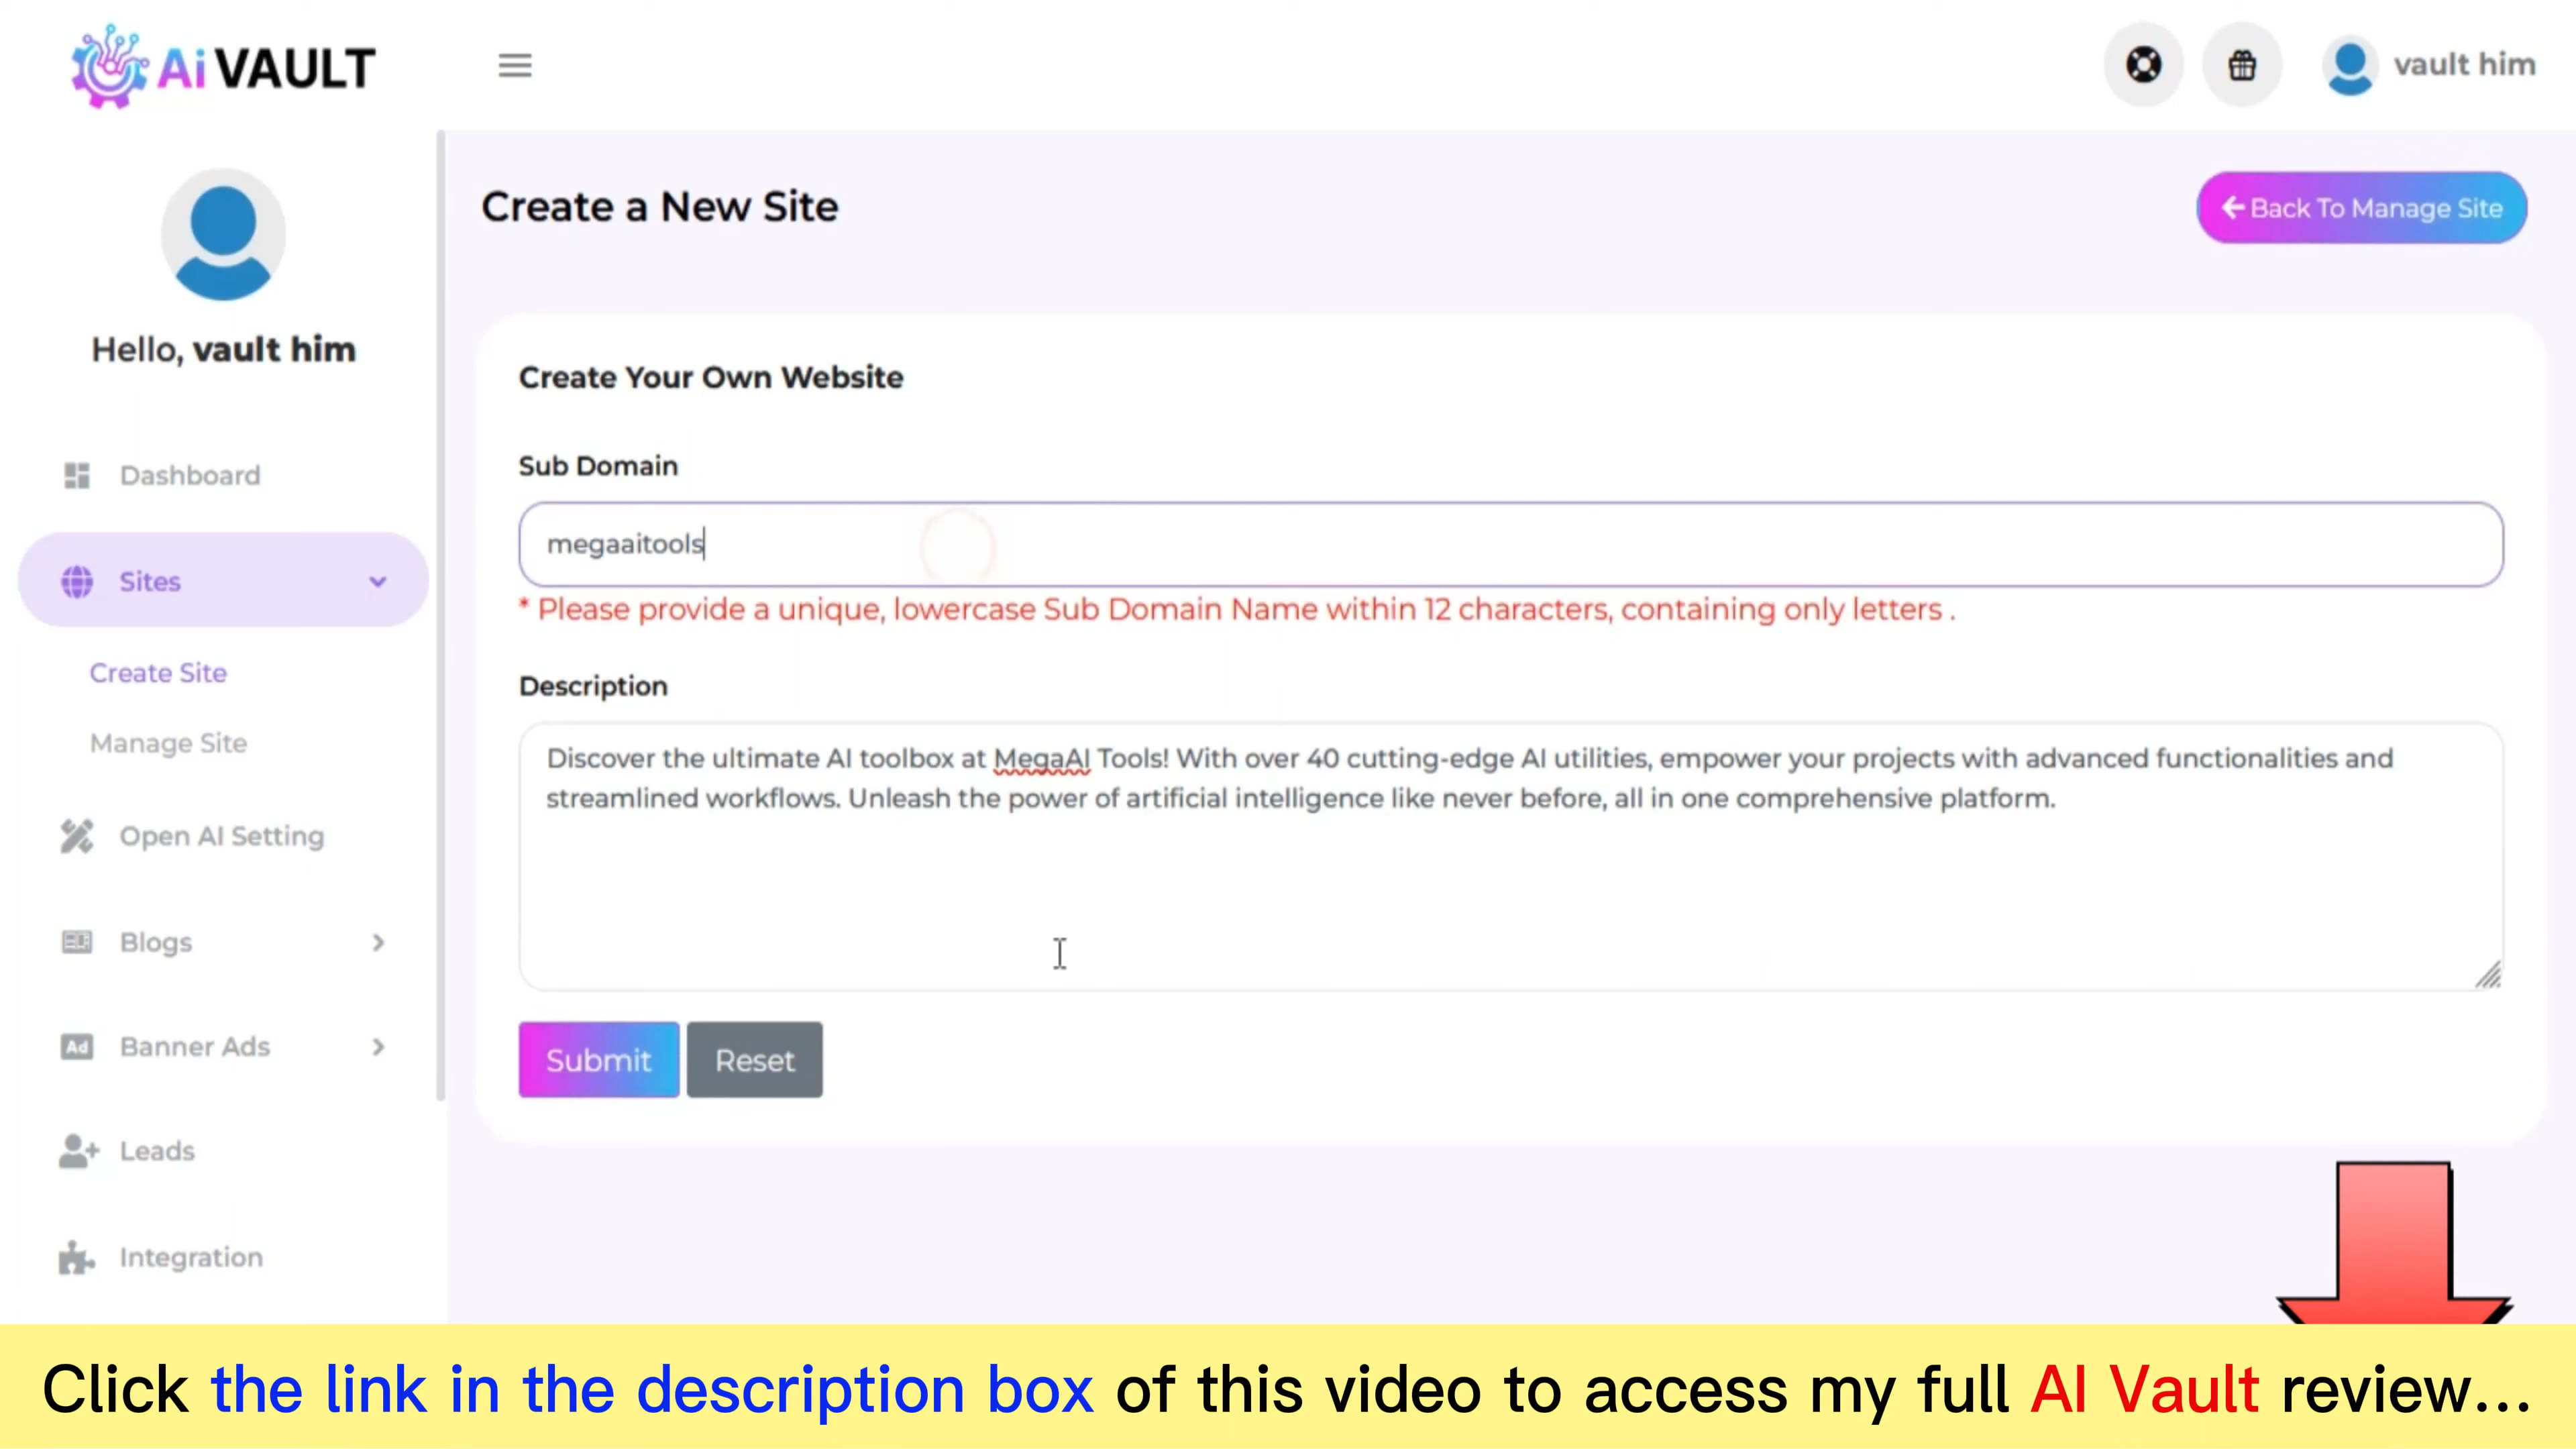 Ai VAULT
vault him
Hello, vault him
Dashboard
Sites
Create Site
Manage Site
Open AI Setting
Blogs
Ad Banner Ads
Leads
Integration
Create a New Site
Back To Manage Site
Create Your Own Website
Sub Domain
megaaitools
* Please provide a unique, lowercase Sub Domain Name within 12 characters, containing only letters .
Description
Discover the ultimate AI toolbox at MegaAI Tools! With over 40 cutting-edge AI utilities, empower your projects with advanced functionalities and
streamlined workflows. Unleash the power of artificial intelligence like never before, all in one comprehensive platform.
Submit
Reset
Click the link in the description box of this video to access my full AI Vault review...